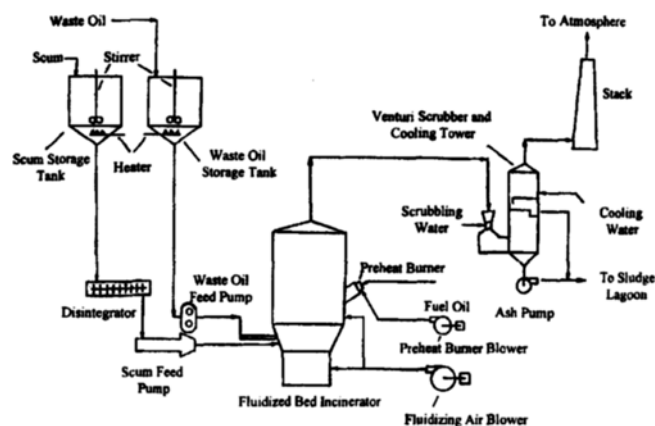 Waste Oil
To Atmosphere
Scum
Stirrer
Stack
Venturi Scrubber and
Cooling Tower
Scum Storage
Tank
Heater
Waste Oil
Storage Tank
Scrubbling
Water
Cooling
Water
Preheat Burner
Waste Oil
Feed Pump
To Sludge
Lagoon
Disintegrator
Fuel Oil
Ash Pump
Preheat Burner Blower
Scum Feed
Pump
Fluidized Bed Incinerator
Fluidizing Air Blower